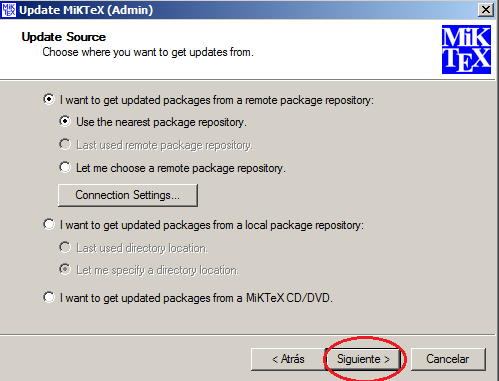 Update MiKTeX (Admin)
Update Source
Choose where you want to get updates from.
MiK
TEX
I want to get updated packages from a remote package repository:
Use the nearest package repository.
Last used remote package repository.
Let me choose a remote package repository.
Connection Settings...
I want to get updated packages from a local package repository:
Last used directory location.
Let me specify a directory location.
I want to get updated packages from a MiKTeX CD/DVD.
< Atrás
Siguiente >
Cancelar